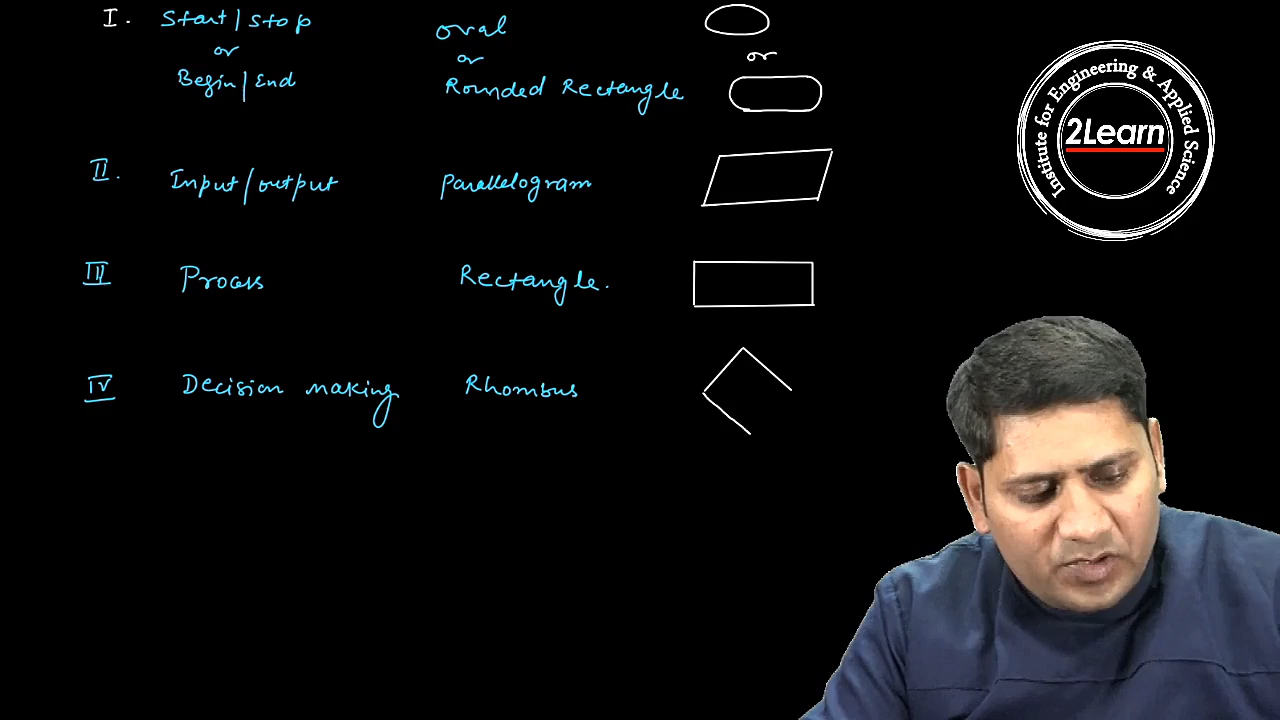 I. Start/Stop oval
or or or
Begin/End Rounded Rectangle
II. Input/output Parallelogram
III Process Rectangle.
IV Decision making Rhombus
Institute for Engineering & Applied Science
2Learn